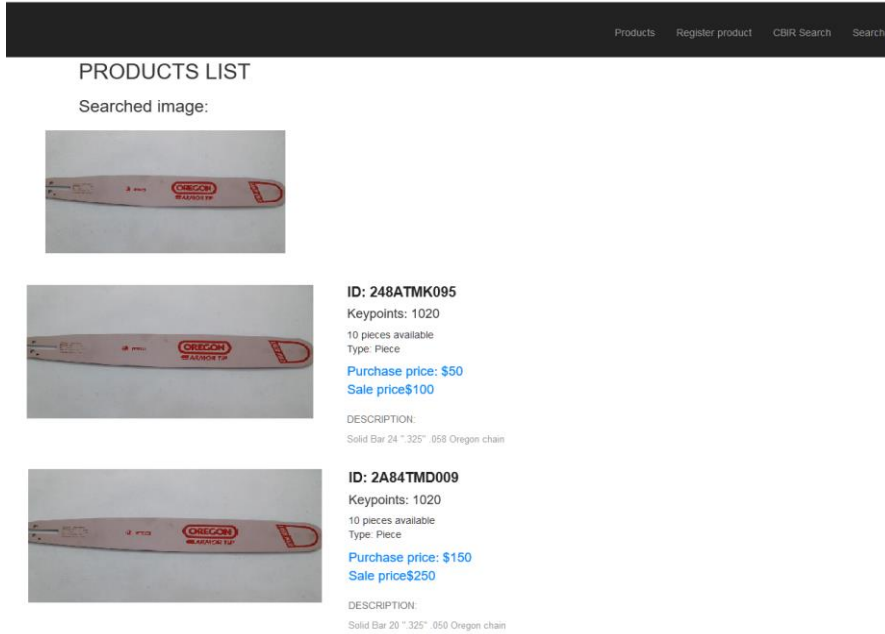 Products Register product CBIR Search Search
PRODUCTS LIST
Searched image:
OREGON
ARMOR TIP
ID: 248ATMK095
Keypoints: 1020
10 pieces available
Type: Piece
Purchase price: $50
Sale price$100
DESCRIPTION:
Solid Bar 24 ".325" .058 Oregon chain
OREGON
ARMOR TIP
ID: 2A84TMD009
Keypoints: 1020
10 pieces available
Type: Piece
Purchase price: $150
Sale price$250
DESCRIPTION:
Solid Bar 20 ".325" .050 Oregon chain
OREGON
ARMOR TIP